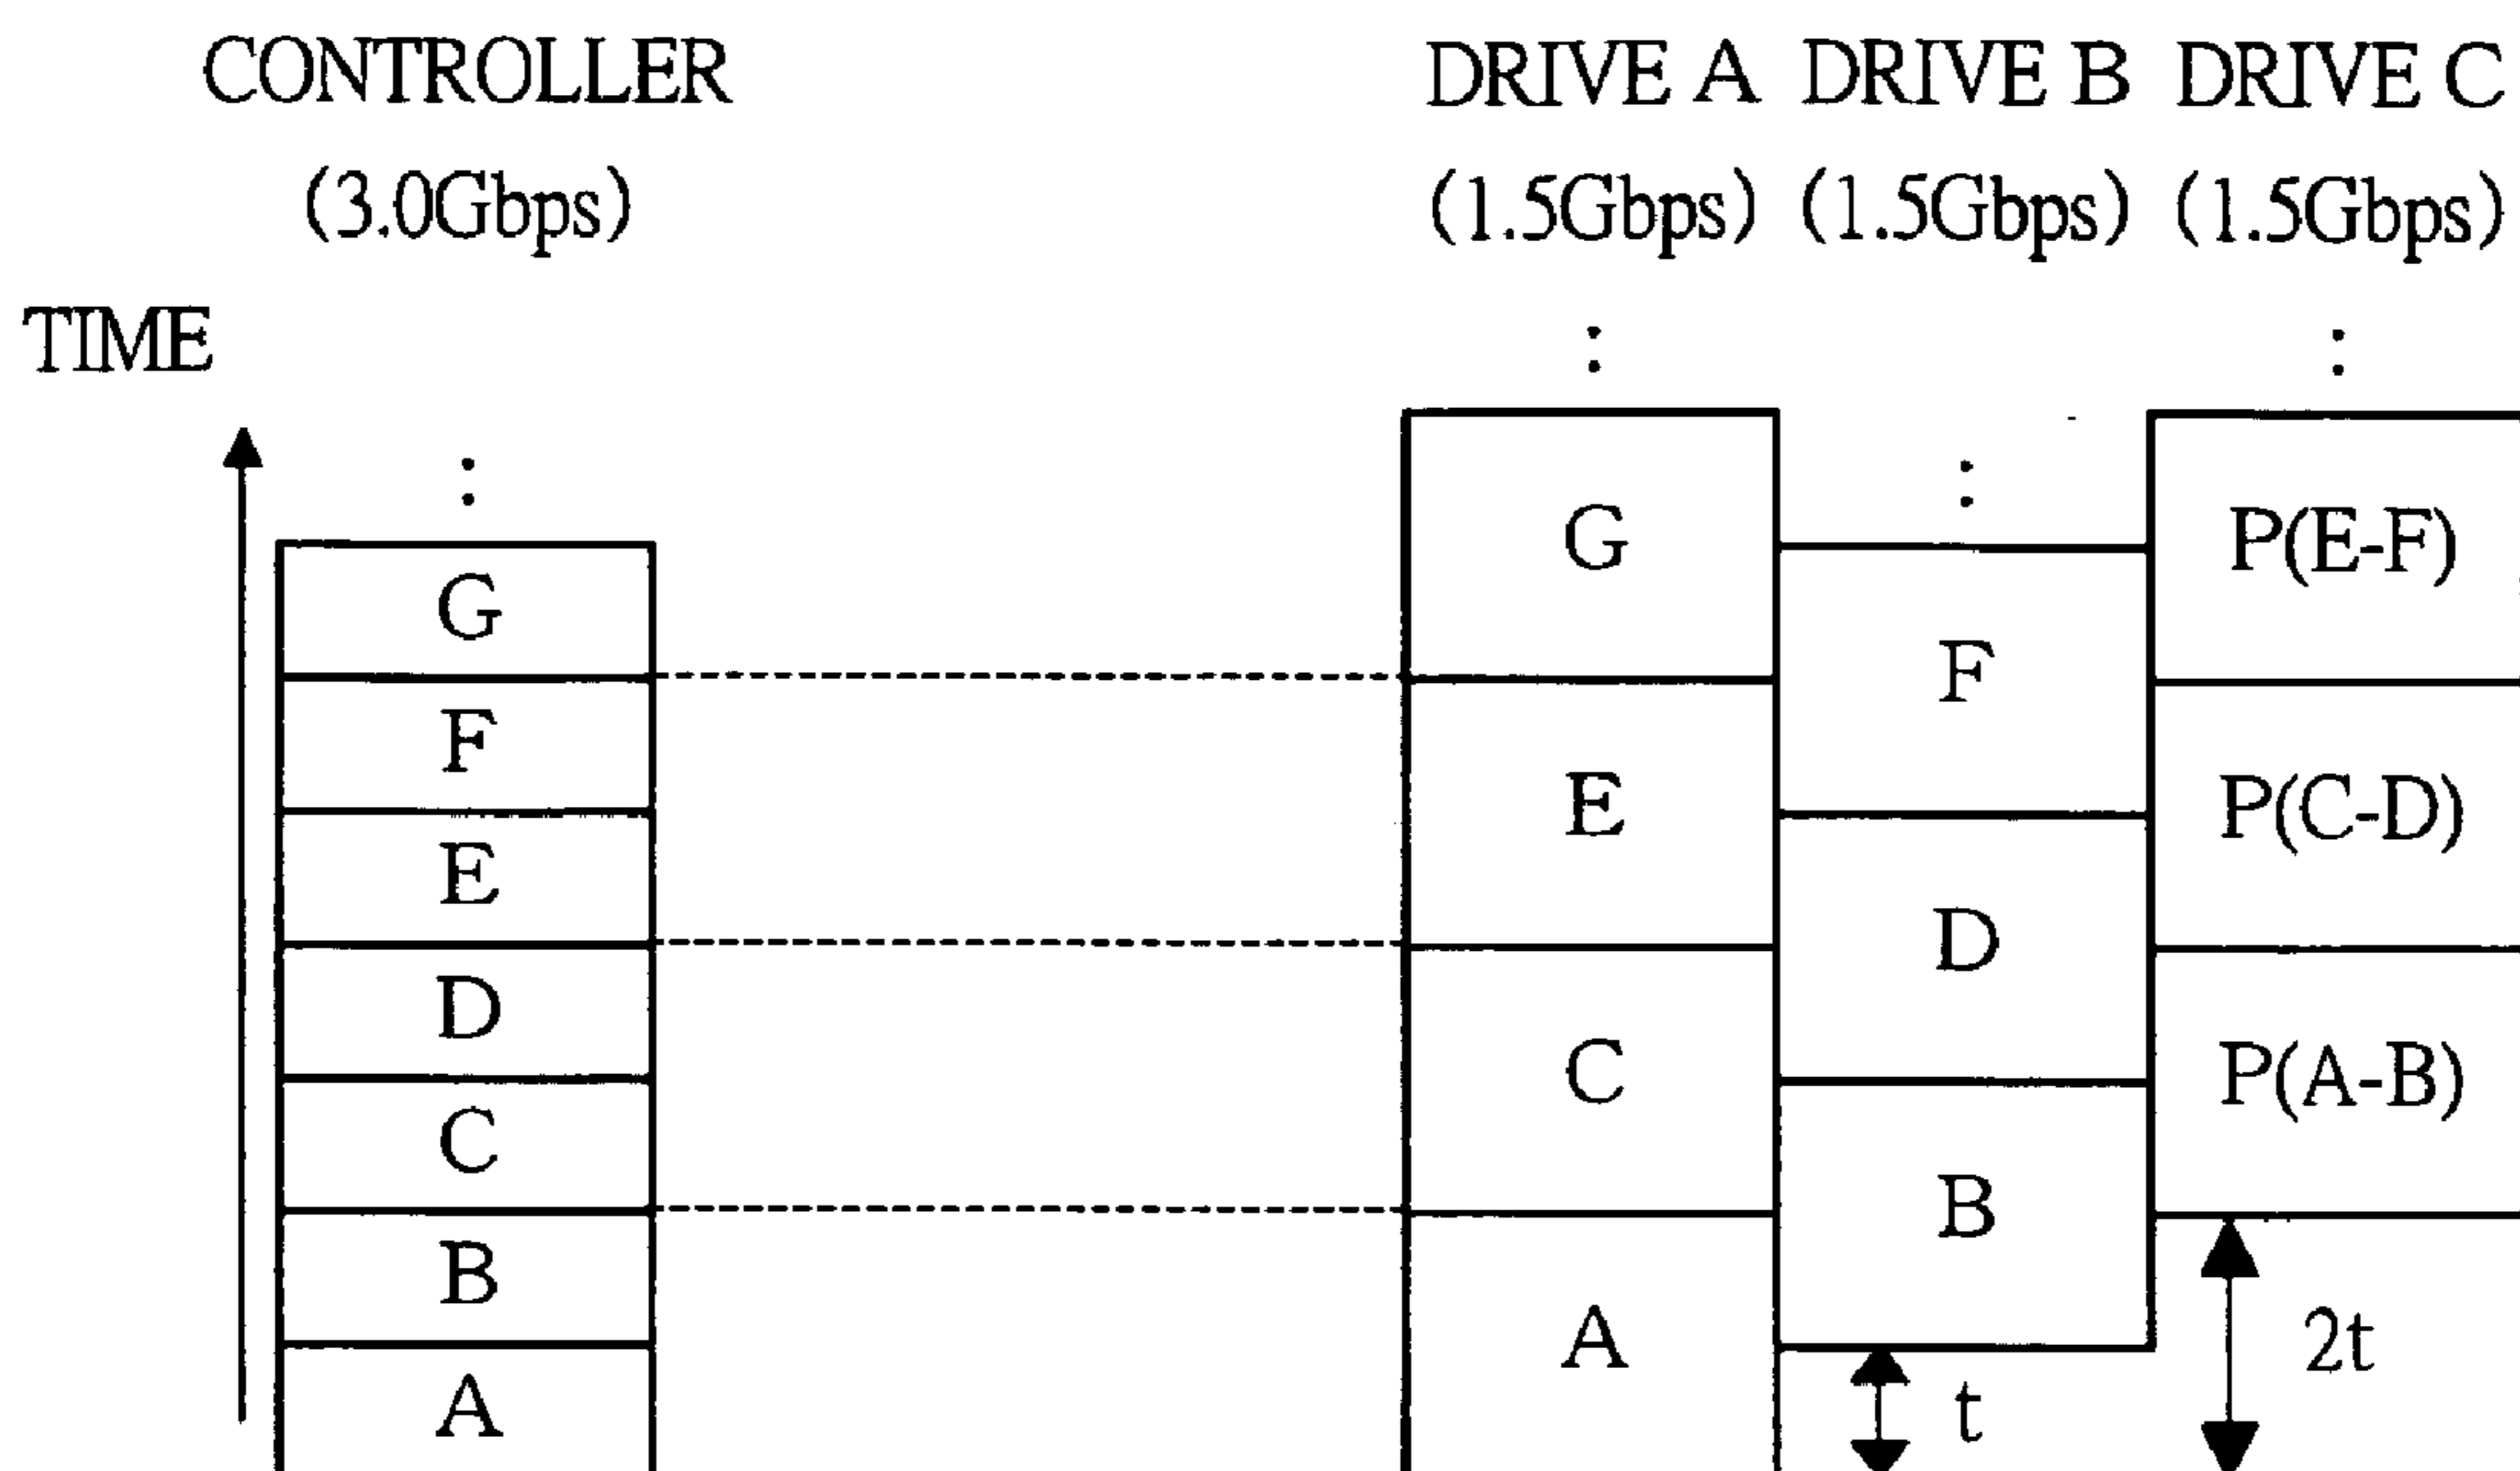 CONTROLLER
(3.0Gbps)
DRIVE A DRIVE B DRIVE C
(1.5Gbps) (1.5Gbps) (1.5Gbps)
TIME
:
G
F
E
D
C
B
A
:
G
E
C
A
:
F
D
B
t
:
P(E-F)
P(C-D)
P(A-B)
2t